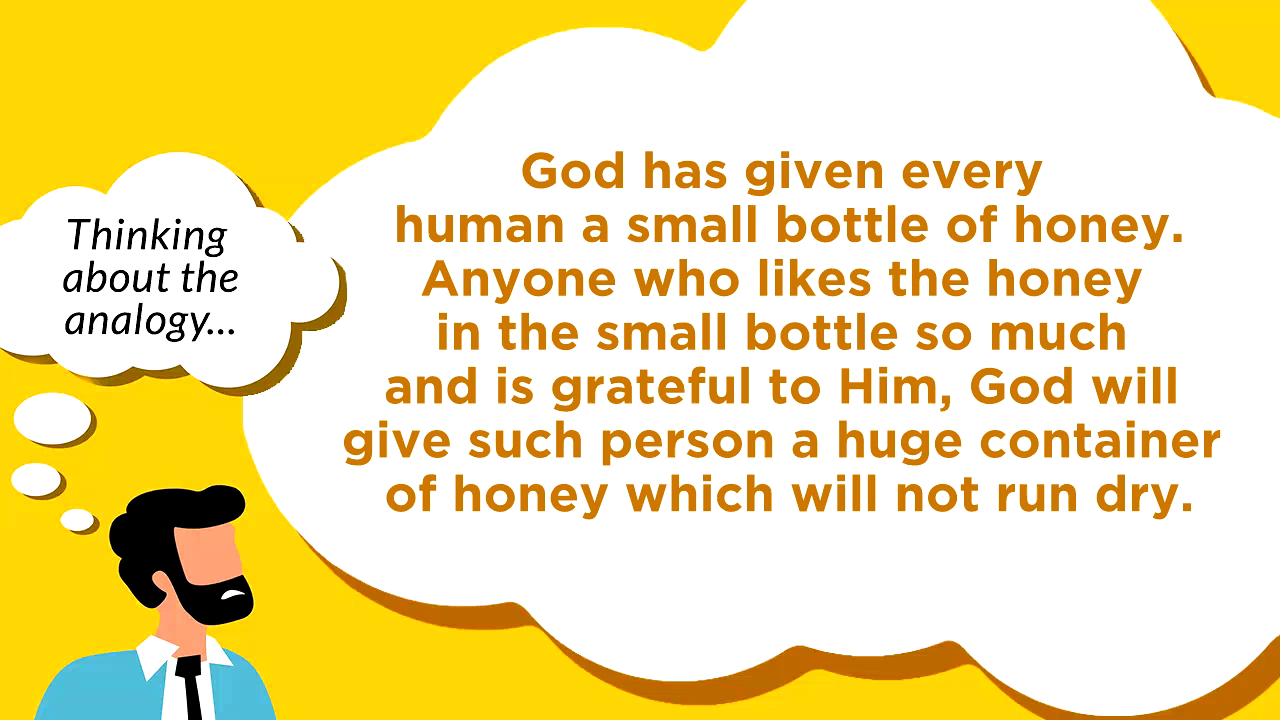 Thinking
about the
analogy...
God has given every
human a small bottle of honey.
Anyone who likes the honey
in the small bottle so much
and is grateful to Him, God will
give such person a huge container
of honey which will not run dry.